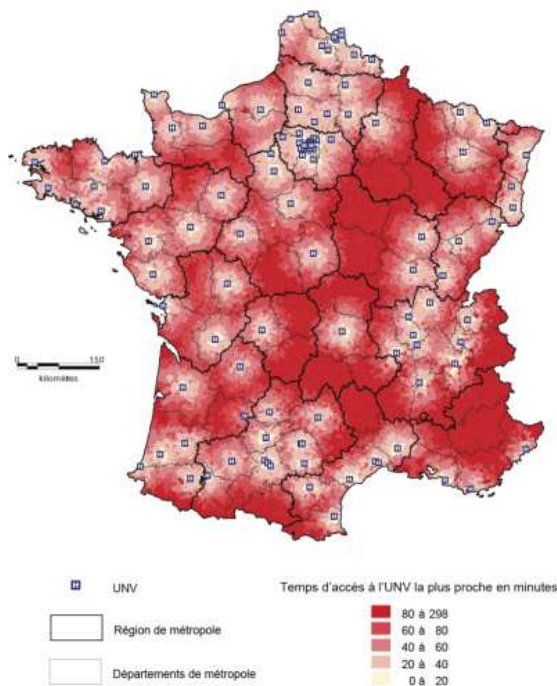 0 150
kilomètres
UNV
Région de métropole
Départements de métropole
Temps d'accès à l'UNV la plus proche en minutes
80 à 298
60 à 80
40 à 60
20 à 40
0 à 20